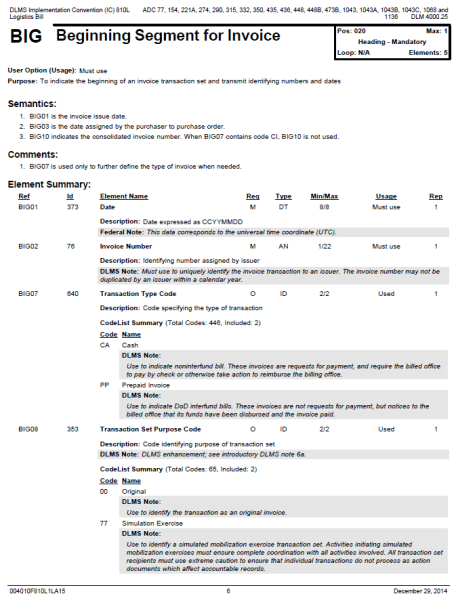 DLMS Implementation Convention (IC) 810L ADC 77, 154, 221A, 274, 290, 315, 332, 350, 435, 436, 448, 448B, 473B, 1043, 1043A, 1043B, 1043C, 1068 and
Logistics Bill 1136 DLM 4000.25
BIG Beginning Segment for Invoice
Pos: 020 Max: 1
Heading - Mandatory
Loop: N/A Elements: 5
User Option (Usage): Must use
Purpose: To indicate the beginning of an invoice transaction set and transmit identifying numbers and dates
Semantics:
1. BIG01 is the invoice issue date.
2. BIG03 is the date assigned by the purchaser to purchase order.
3. BIG10 indicates the consolidated invoice number. When BIG07 contains code CI, BIG10 is not used.
Comments:
1. BIG07 is used only to further define the type of invoice when needed.
Element Summary:
Ref Id Element Name Req Type Min/Max Usage Rep
BIG01 373 Date M DT 8/8 Must use 1
Description: Date expressed as CCYYMMDD
Federal Note: This date corresponds to the universal time coordinate (UTC).
BIG02 76 Invoice Number M AN 1/22 Must use 1
Description: Identifying number assigned by issuer
DLMS Note: Must use to uniquely identify the invoice transaction to an issuer. The invoice number may not be
duplicated by an issuer within a calendar year.
BIG07 640 Transaction Type Code O ID 2/2 Used 1
Description: Code specifying the type of transaction
CodeList Summary (Total Codes: 446, Included: 2)
Code Name
CA Cash
DLMS Note:
Use to indicate noninterfund bill. These invoices are requests for payment, and require the billed office
to pay by check or otherwise take action to reimburse the billing office.
PP Prepaid Invoice
DLMS Note:
Use to indicate DoD interfund bills. These invoices are not requests for payment, but notices to the
billed office that its funds have been disbursed and the invoice paid.
BIG08 353 Transaction Set Purpose Code O ID 2/2 Used 1
Description: Code identifying purpose of transaction set
DLMS Note: DLMS enhancement; see introductory DLMS note 6a.
CodeList Summary (Total Codes: 65, Included: 2)
Code Name
00 Original
DLMS Note:
Use to identify the transaction as an original invoice.
77 Simulation Exercise
DLMS Note:
Use to identify a simulated mobilization exercise transaction set. Activities initiating simulated
mobilization exercises must ensure complete coordination with all activities involved. All transaction set
recipients must use extreme caution to ensure that individual transactions do not process as action
documents which affect accountable records.
004010F810L1LA15 6 December 29, 2014